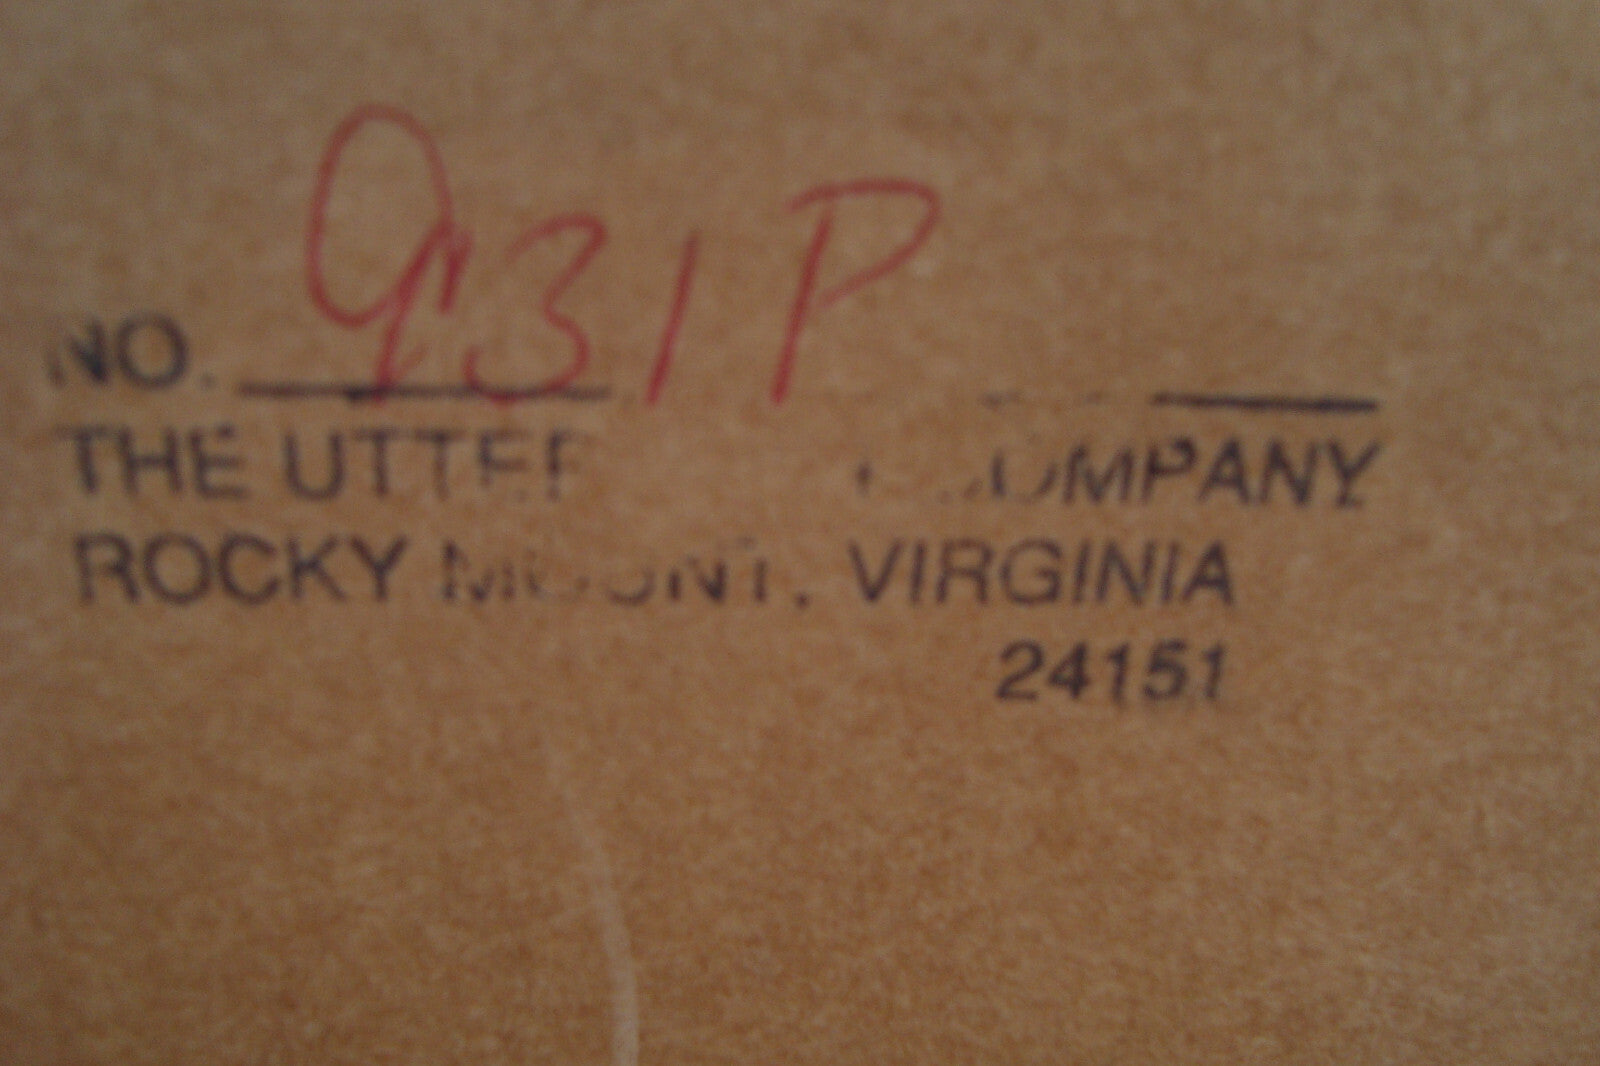 NO. 931P
THE COMPANY
ROCKY MOUNT, VIRGINIA
24151